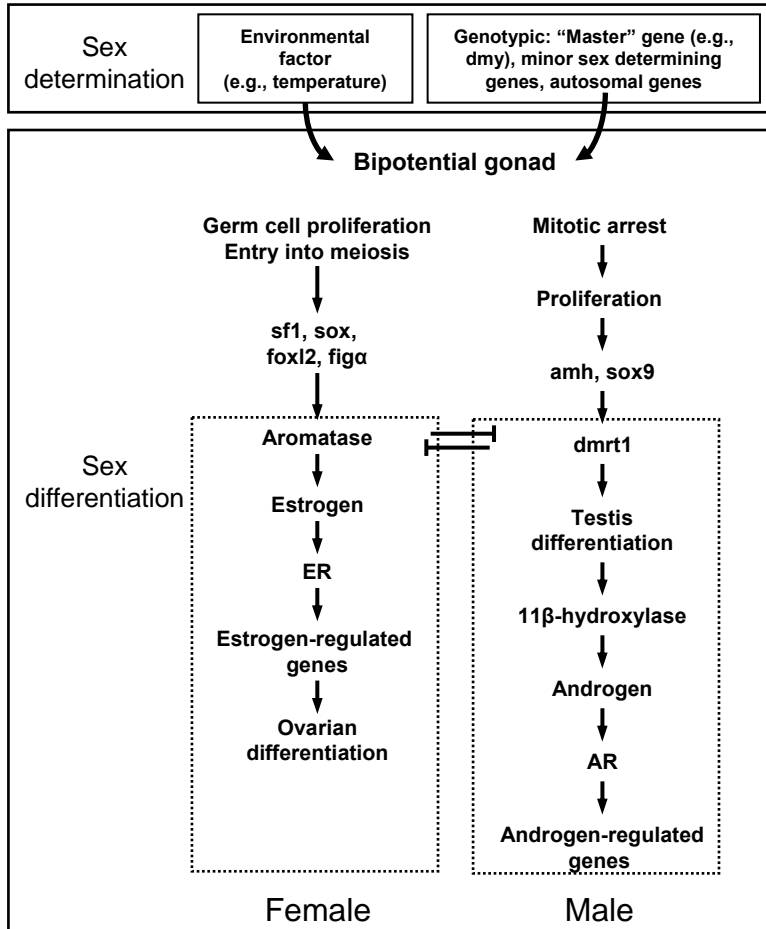 Sex
determination
Environmental
factor
(e.g., temperature)
Genotypic: “Master” gene (e.g.,
dmy), minor sex determining
genes, autosomal genes
Bipotential gonad
Germ cell proliferation
Entry into meiosis
sf1, sox,
foxl2, figα
Aromatase
Estrogen
ER
Estrogen-regulated
genes
Ovarian
differentiation
Mitotic arrest
Proliferation
amh, sox9
dmrt1
Testis
differentiation
11β-hydroxylase
Androgen
AR
Androgen-regulated
genes
Sex
differentiation
Female
Male